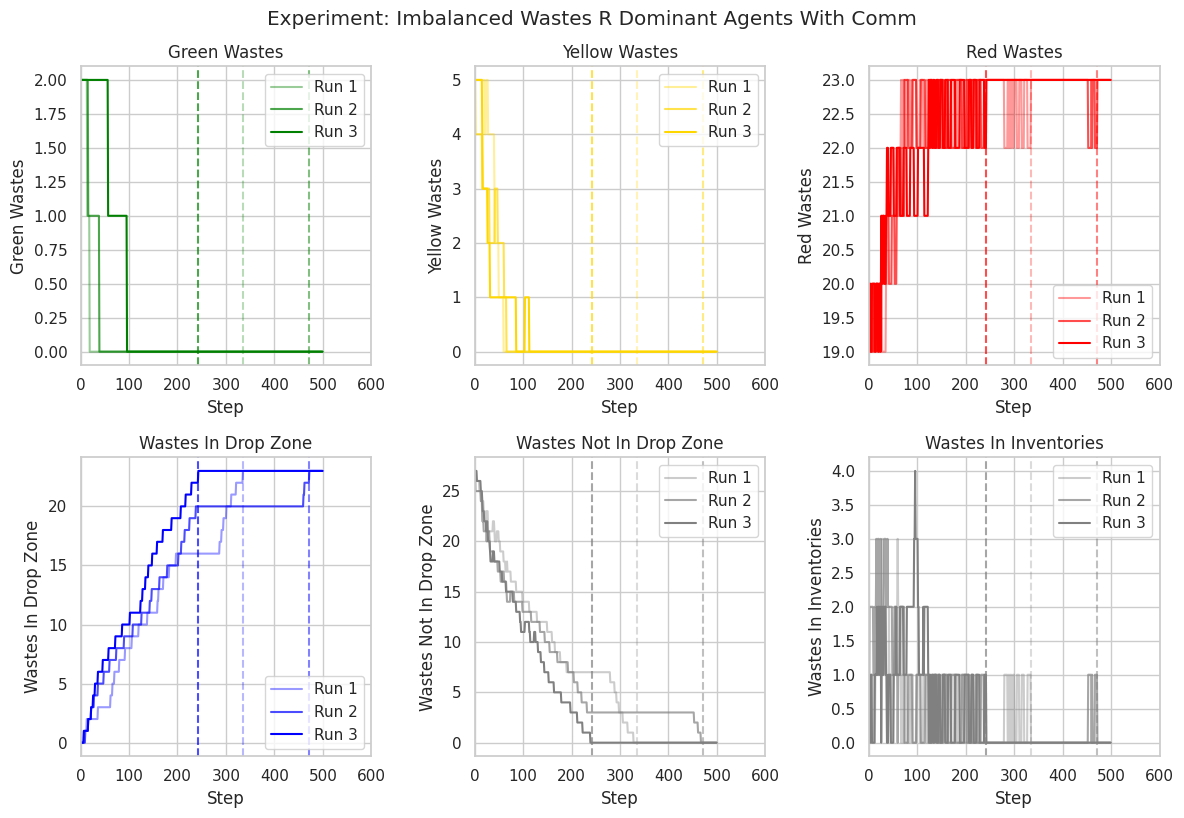 Experiment: Imbalanced Wastes R Dominant Agents With Comm
Green Wastes
Green Wastes
2.00
1.75
1.50
1.25
1.00
0.75
0.50
0.25
0.00
0 100 200 300 400 500 600
Step
Run 1
Run 2
Run 3
Yellow Wastes
Yellow Wastes
5
4
3
2
1
0
0 100 200 300 400 500 600
Step
Run 1
Run 2
Run 3
Red Wastes
Red Wastes
23.0
22.5
22.0
21.5
21.0
20.5
20.0
19.5
19.0
0 100 200 300 400 500 600
Step
Run 1
Run 2
Run 3
Wastes In Drop Zone
Wastes In Drop Zone
20
15
10
5
0
0 100 200 300 400 500 600
Step
Run 1
Run 2
Run 3
Wastes Not In Drop Zone
Wastes Not In Drop Zone
25
20
15
10
5
0
0 100 200 300 400 500 600
Step
Run 1
Run 2
Run 3
Wastes In Inventories
Wastes In Inventories
4.0
3.5
3.0
2.5
2.0
1.5
1.0
0.5
0.0
0 100 200 300 400 500 600
Step
Run 1
Run 2
Run 3